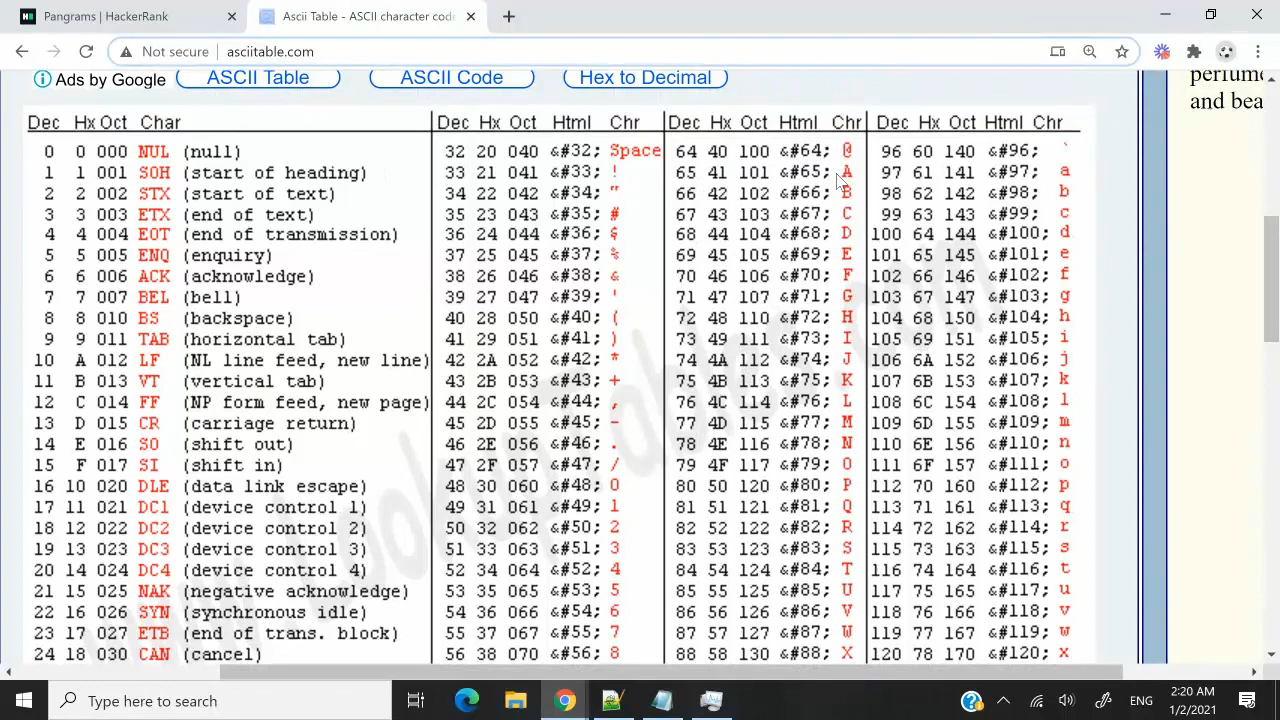 Pangrams | HackerRank
Ascii Table - ASCII character code
Not secure
asciitable.com
Ads by Google
ASCII Table
ASCII Code
Hex to Decimal
perfume
and bea
Dec Hx Oct Char Dec Hx Oct Html Chr Dec Hx Oct Html Chr Dec Hx Oct Html Chr
0 0 000 NUL (null) 32 20 040 &#32; Space 64 40 100 &#64; @ 96 60 140 &#96; `
1 1 001 SOH (start of heading) 33 21 041 &#33; ! 65 41 101 &#65; A 97 61 141 &#97; a
2 2 002 STX (start of text) 34 22 042 &#34; " 66 42 102 &#66; B 98 62 142 &#98; b
3 3 003 ETX (end of text) 35 23 043 &#35; # 67 43 103 &#67; C 99 63 143 &#99; c
4 4 004 EOT (end of transmission) 36 24 044 &#36; $ 68 44 104 &#68; D 100 64 144 &#100; d
5 5 005 ENQ (enquiry) 37 25 045 &#37; % 69 45 105 &#69; E 101 65 145 &#101; e
6 6 006 ACK (acknowledge) 38 26 046 &#38; & 70 46 106 &#70; F 102 66 146 &#102; f
7 7 007 BEL (bell) 39 27 047 &#39; ' 71 47 107 &#71; G 103 67 147 &#103; g
8 8 010 BS (backspace) 40 28 050 &#40; ( 72 48 110 &#72; H 104 68 150 &#104; h
9 9 011 TAB (horizontal tab) 41 29 051 &#41; ) 73 49 111 &#73; I 105 69 151 &#105; i
10 A 012 LF (NL line feed, new line) 42 2A 052 &#42; * 74 4A 112 &#74; J 106 6A 152 &#106; j
11 B 013 VT (vertical tab) 43 2B 053 &#43; + 75 4B 113 &#75; K 107 6B 153 &#107; k
12 C 014 FF (NP form feed, new page) 44 2C 054 &#44; , 76 4C 114 &#76; L 108 6C 154 &#108; l
13 D 015 CR (carriage return) 45 2D 055 &#45; - 77 4D 115 &#77; M 109 6D 155 &#109; m
14 E 016 SO (shift out) 46 2E 056 &#46; . 78 4E 116 &#78; N 110 6E 156 &#110; n
15 F 017 SI (shift in) 47 2F 057 &#47; / 79 4F 117 &#79; O 111 6F 157 &#111; o
16 10 020 DLE (data link escape) 48 30 060 &#48; 0 80 50 120 &#80; P 112 70 160 &#112; p
17 11 021 DC1 (device control 1) 49 31 061 &#49; 1 81 51 121 &#81; Q 113 71 161 &#113; q
18 12 022 DC2 (device control 2) 50 32 062 &#50; 2 82 52 122 &#82; R 114 72 162 &#114; r
19 13 023 DC3 (device control 3) 51 33 063 &#51; 3 83 53 123 &#83; S 115 73 163 &#115; s
20 14 024 DC4 (device control 4) 52 34 064 &#52; 4 84 54 124 &#84; T 116 74 164 &#116; t
21 15 025 NAK (negative acknowledge) 53 35 065 &#53; 5 85 55 125 &#85; U 117 75 165 &#117; u
22 16 026 SYN (synchronous idle) 54 36 066 &#54; 6 86 56 126 &#86; V 118 76 166 &#118; v
23 17 027 ETB (end of trans. block) 55 37 067 &#55; 7 87 57 127 &#87; W 119 77 167 &#119; w
24 18 030 CAN (cancel) 56 38 070 &#56; 8 88 58 130 &#88; X 120 78 170 &#120; x
LookupTables.com
Type here to search
ENG
2:20 AM
1/2/2021